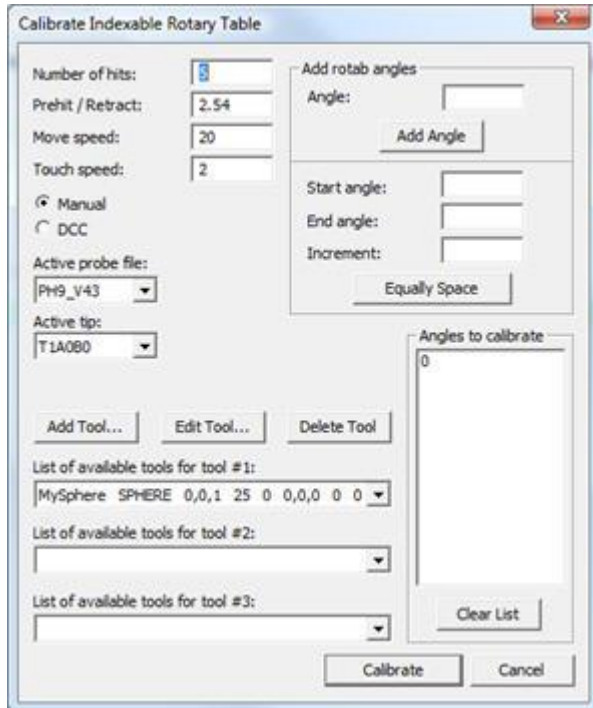 Calibrate Indexable Rotary Table
Number of hits: 5
Prehit / Retract: 2.54
Move speed: 20
Touch speed: 2
Manual
DCC
Active probe file:
PH9_V43
Active tip:
T1A0B0
Add rotab angles
Angle:
Add Angle
Start angle:
End angle:
Increment:
Equally Space
Angles to calibrate
0
Add Tool... Edit Tool... Delete Tool
List of available tools for tool #1:
MySphere SPHERE 0,0,1 25 0 0,0,0 0 0
List of available tools for tool #2:
List of available tools for tool #3:
Clear List
Calibrate Cancel